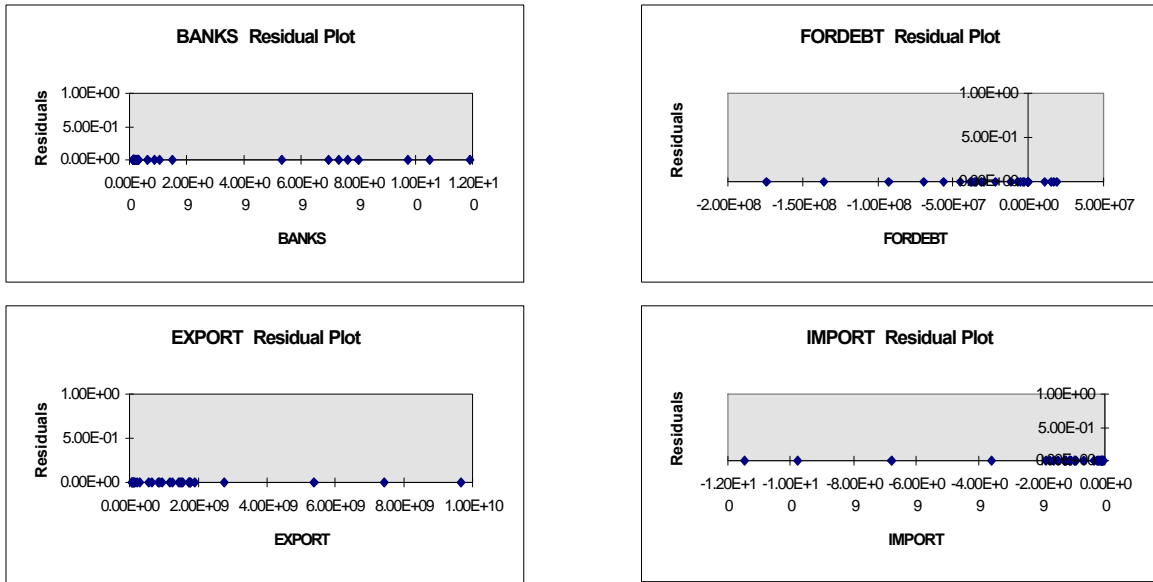 BANKS Residual Plot
Residuals
1.00E+00
5.00E-01
0.00E+00
0.00E+0 2.00E+0 4.00E+0 6.00E+0 8.00E+0 1.00E+1 1.20E+1
0 9 9 9 9 0 0
BANKS
FORDEBT Residual Plot
Residuals
1.00E+00
5.00E-01
0.00E+00
-2.00E+08 -1.50E+08 -1.00E+08 -5.00E+07 0.00E+00 5.00E+07
FORDEBT
EXPORT Residual Plot
Residuals
1.00E+00
5.00E-01
0.00E+00
0.00E+00 2.00E+09 4.00E+09 6.00E+09 8.00E+09 1.00E+10
EXPORT
IMPORT Residual Plot
Residuals
1.00E+00
5.00E-01
0.00E+00
-1.20E+1 -1.00E+1 -8.00E+0 -6.00E+0 -4.00E+0 -2.00E+0 0.00E+0
0 0 9 9 9 9 0
IMPORT